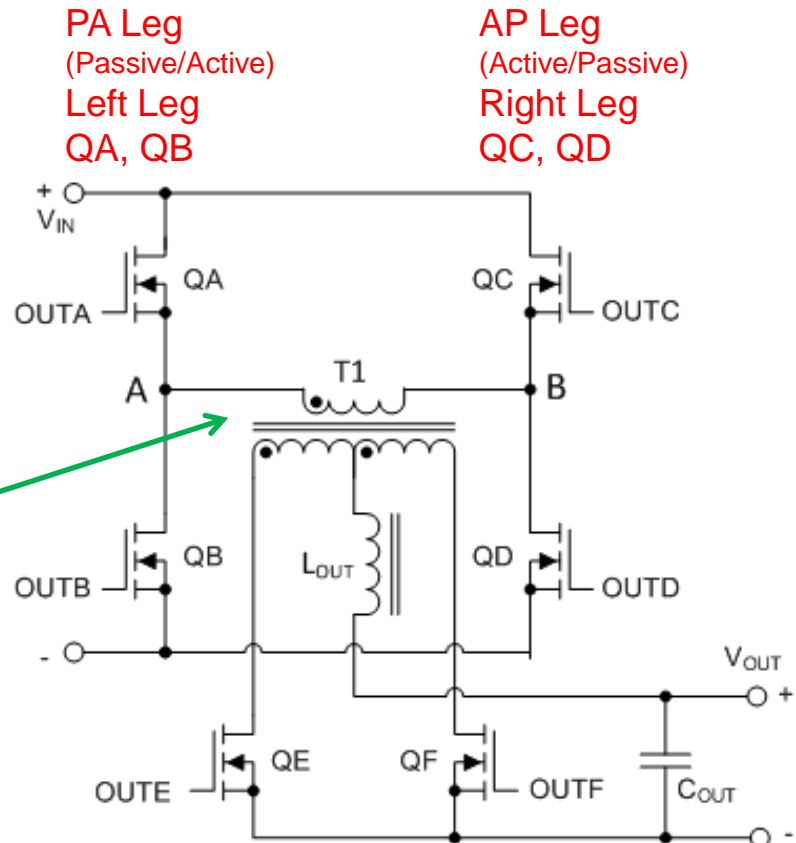 PA Leg
(Passive/Active)
Left Leg
QA, QB
AP Leg
(Active/Passive)
Right Leg
QC, QD
+
VIN
QA
QC
OUTA
OUTC
T1
A
B
QB
LOUT
QD
OUTB
OUTD
-
VOUT
+
QE
QF
OUTE
OUTF
COUT
-